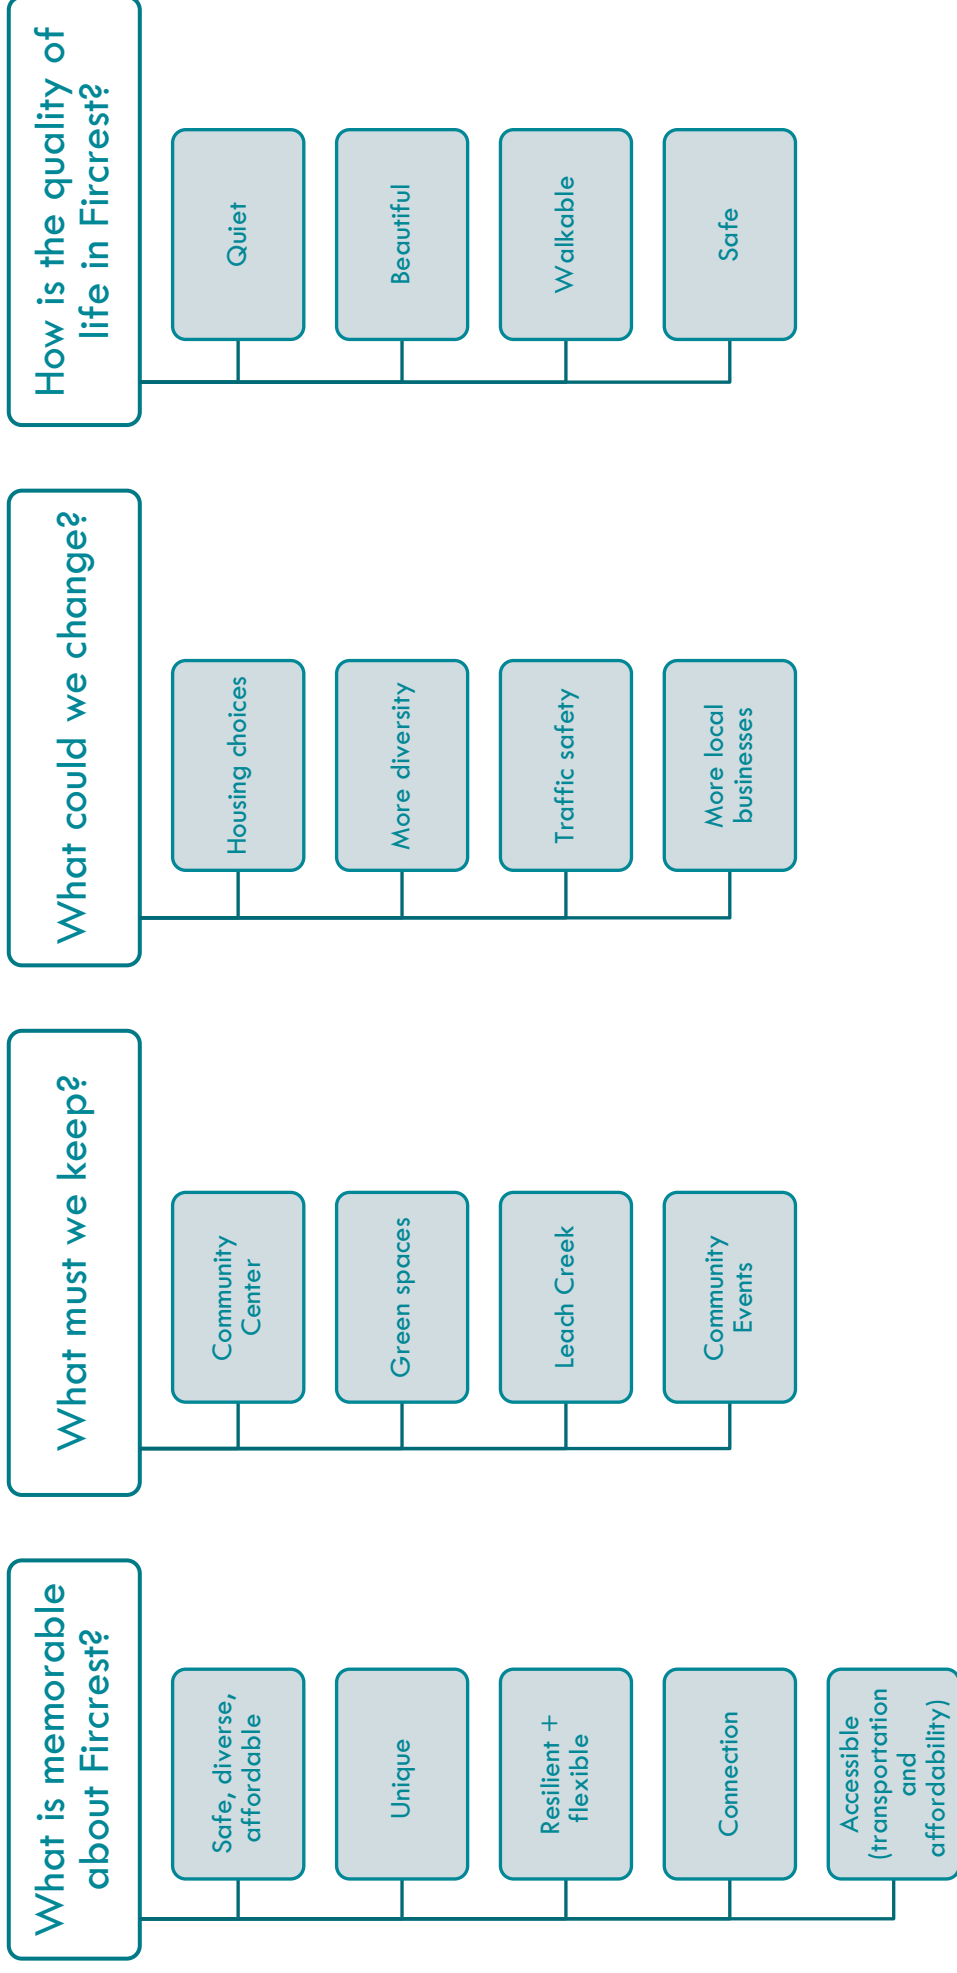 What is memorable
about Fircrest?
Safe, diverse,
affordable
Unique
Resilient +
flexible
Connection
Accessible
(transportation
and
affordability)
What must we keep?
Community
Center
Green spaces
Leach Creek
Community
Events
What could we change?
Housing choices
More diversity
Traffic safety
More local
businesses
How is the quality of
life in Fircrest?
Quiet
Beautiful
Walkable
Safe